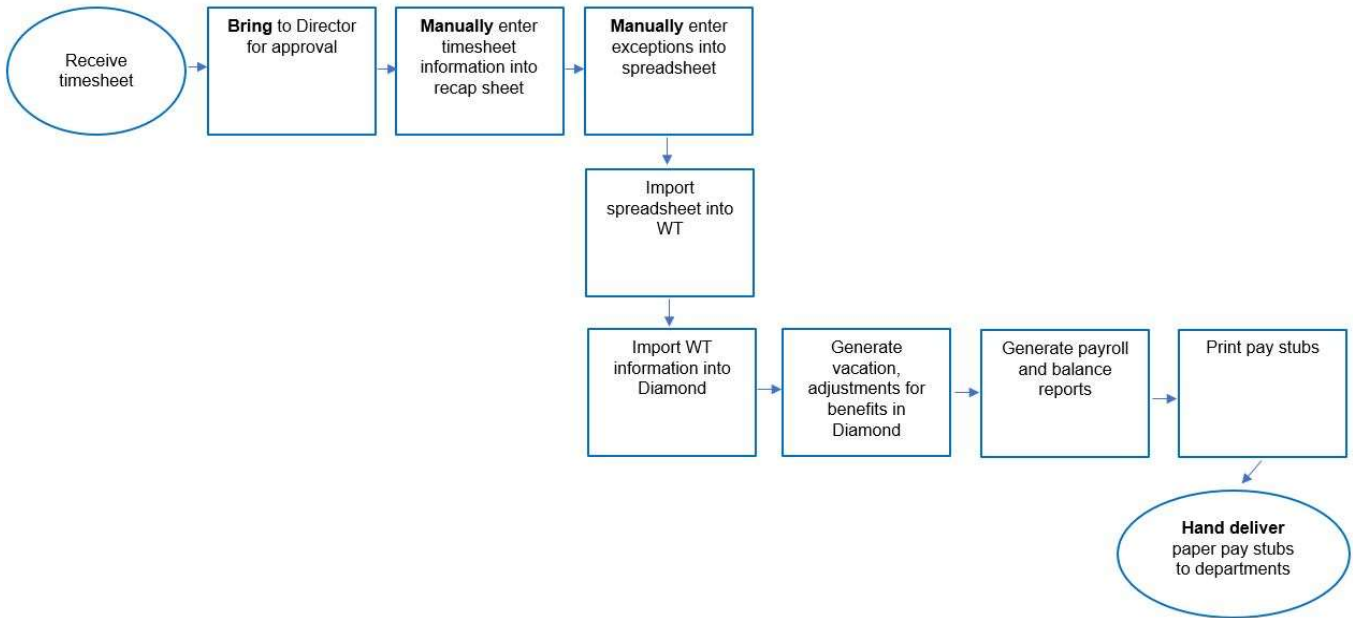 Receive
timesheet
Bring to Director
for approval
Manually enter
timesheet
information into
recap sheet
Manually enter
exceptions into
spreadsheet
Import
spreadsheet into
WT
Import WT
information into
Diamond
Generate
vacation,
adjustments for
benefits in
Diamond
Generate payroll
and balance
reports
Print pay stubs
Hand deliver
paper pay stubs
to departments